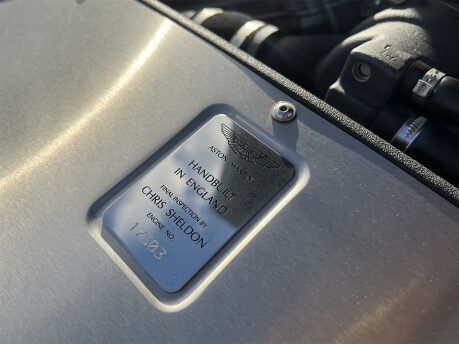 ASTON MARTIN
HANDBUILT
IN ENGLAND
FINAL INSPECTION BY
CHRIS SHELDON
ENGINE NO.